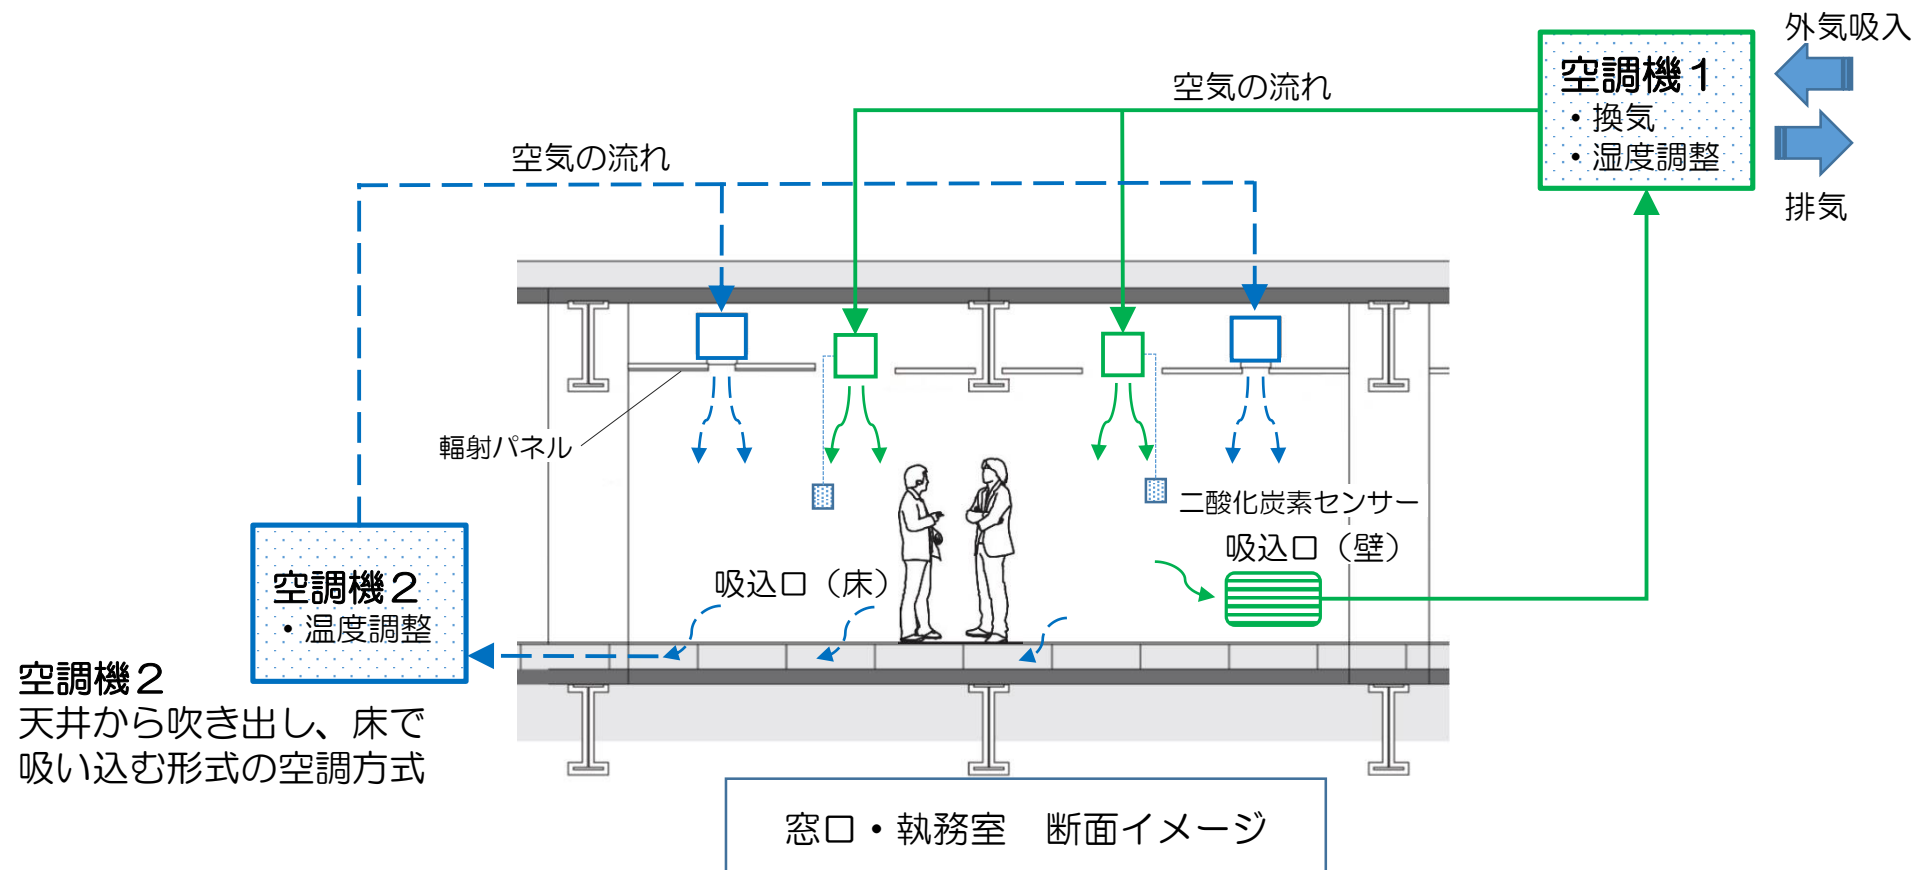 外気吸入
空調機１
・換気
・湿度調整
排気
空気の流れ
空気の流れ
輻射パネル
二酸化炭素センサー
吸込口（壁）
吸込口（床）
空調機２
・温度調整
空調機２
天井から吹き出し、床で
吸い込む形式の空調方式
窓口・執務室　断面イメージ